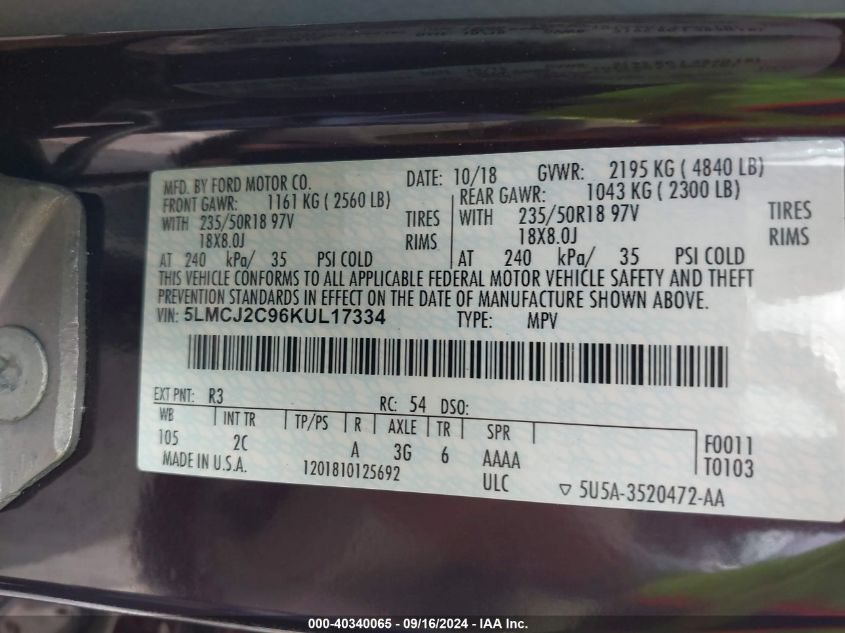 MFD. BY FORD MOTOR CO.
DATE: 10/18 GVWR: 2195 KG ( 4840 LB)
FRONT GAWR: 1161 KG ( 2560 LB) REAR GAWR: 1043 KG ( 2300 LB)
WITH 235/50R18 97V TIRES WITH 235/50R18 97V TIRES
18X8.0J RIMS 18X8.0J RIMS
AT 240 kPa/ 35 PSI COLD AT 240 kPa/ 35 PSI COLD
THIS VEHICLE CONFORMS TO ALL APPLICABLE FEDERAL MOTOR VEHICLE SAFETY AND THEFT
PREVENTION STANDARDS IN EFFECT ON THE DATE OF MANUFACTURE SHOWN ABOVE.
VIN: 5LMCJ2C96KUL17334 TYPE: MPV
EXT PNT: R3 RC: 54 DSO:
WB INT TR TP/PS R AXLE TR SPR
105 2C A 3G 6 AAAA F0011
MADE IN U.S.A. 1201810125692 ULC T0103
5U5A-3520472-AA
000-40340065 - 09/16/2024 - IAA Inc.